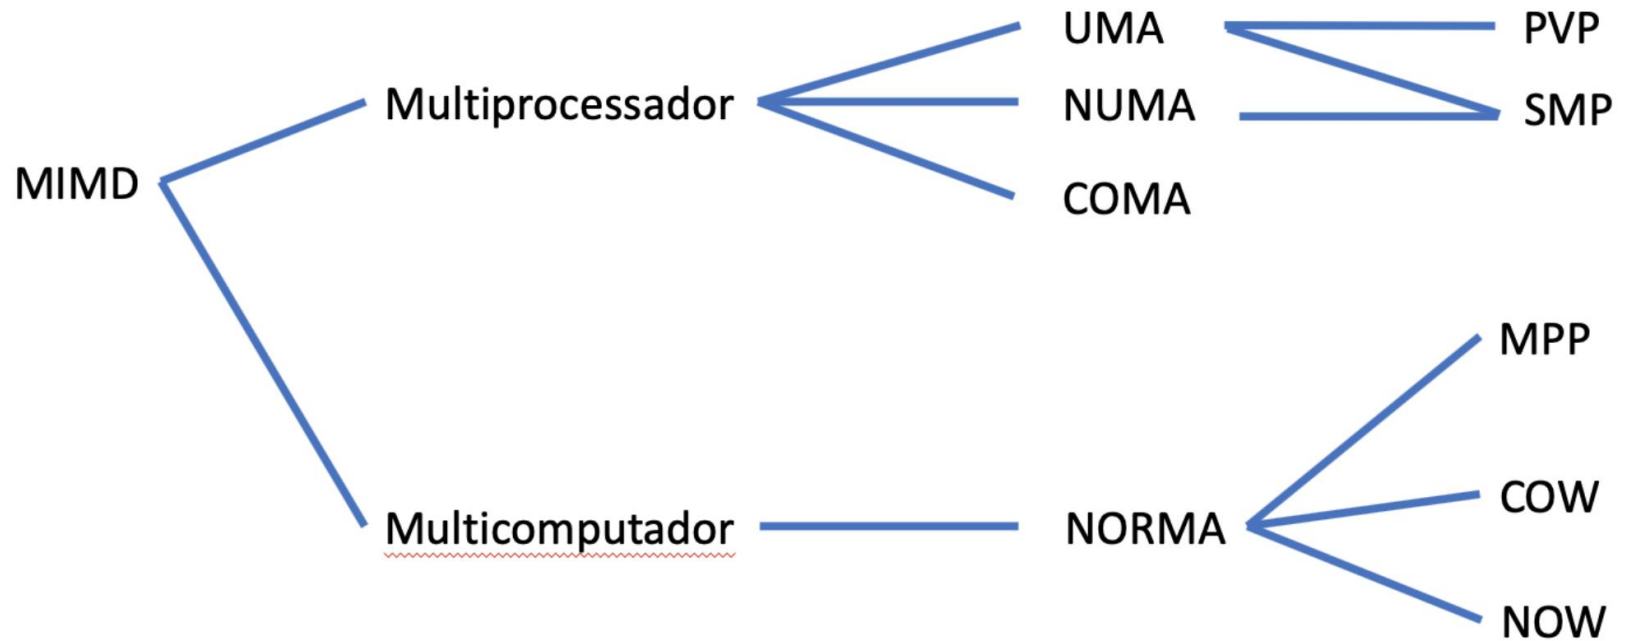 MIMD
Multiprocessador
UMA
NUMA
COMA
PVP
SMP
Multicomputador
NORMA
MPP
COW
NOW